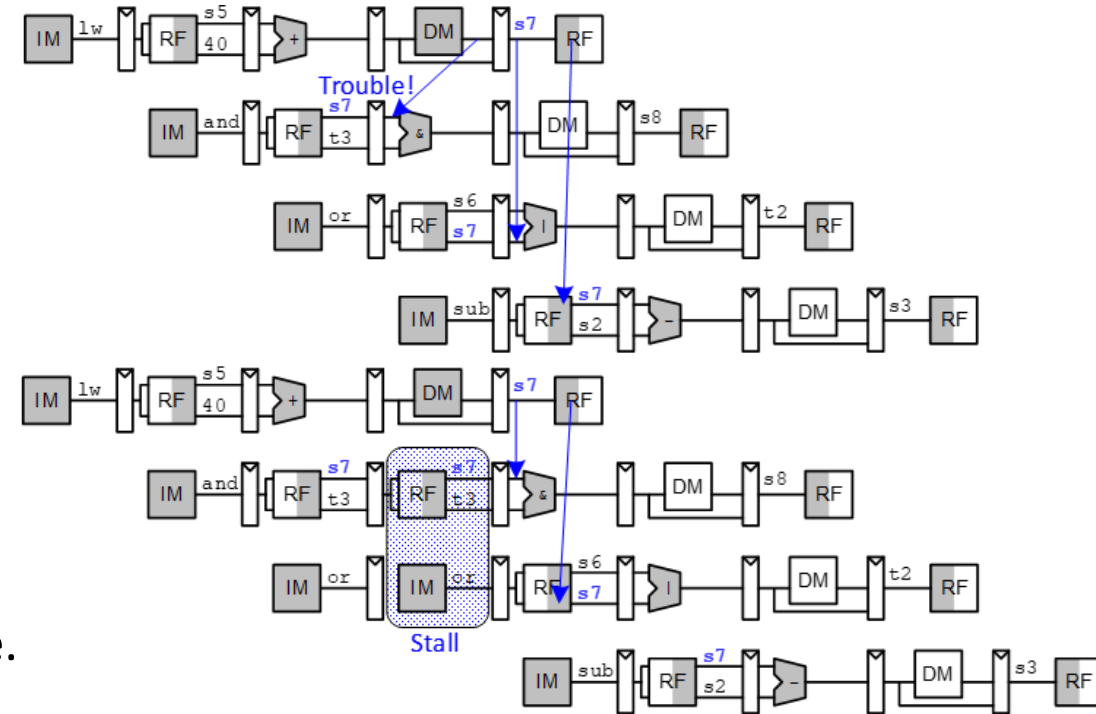 s5 s7
IM lw RF 40 + DM RF
Trouble!
s7
IM and RF t3 & DM s8 RF
s6
IM or RF s7 | DM t2 RF
s7
IM sub RF s2 - DM s3 RF
s5 s7
IM lw RF 40 + DM RF
s7 s7
IM and RF t3 RF t3 & DM s8 RF
s6
IM or IM or RF s7 | DM t2 RF
Stall
e.
s7
IM sub RF s2 - DM s3 RF